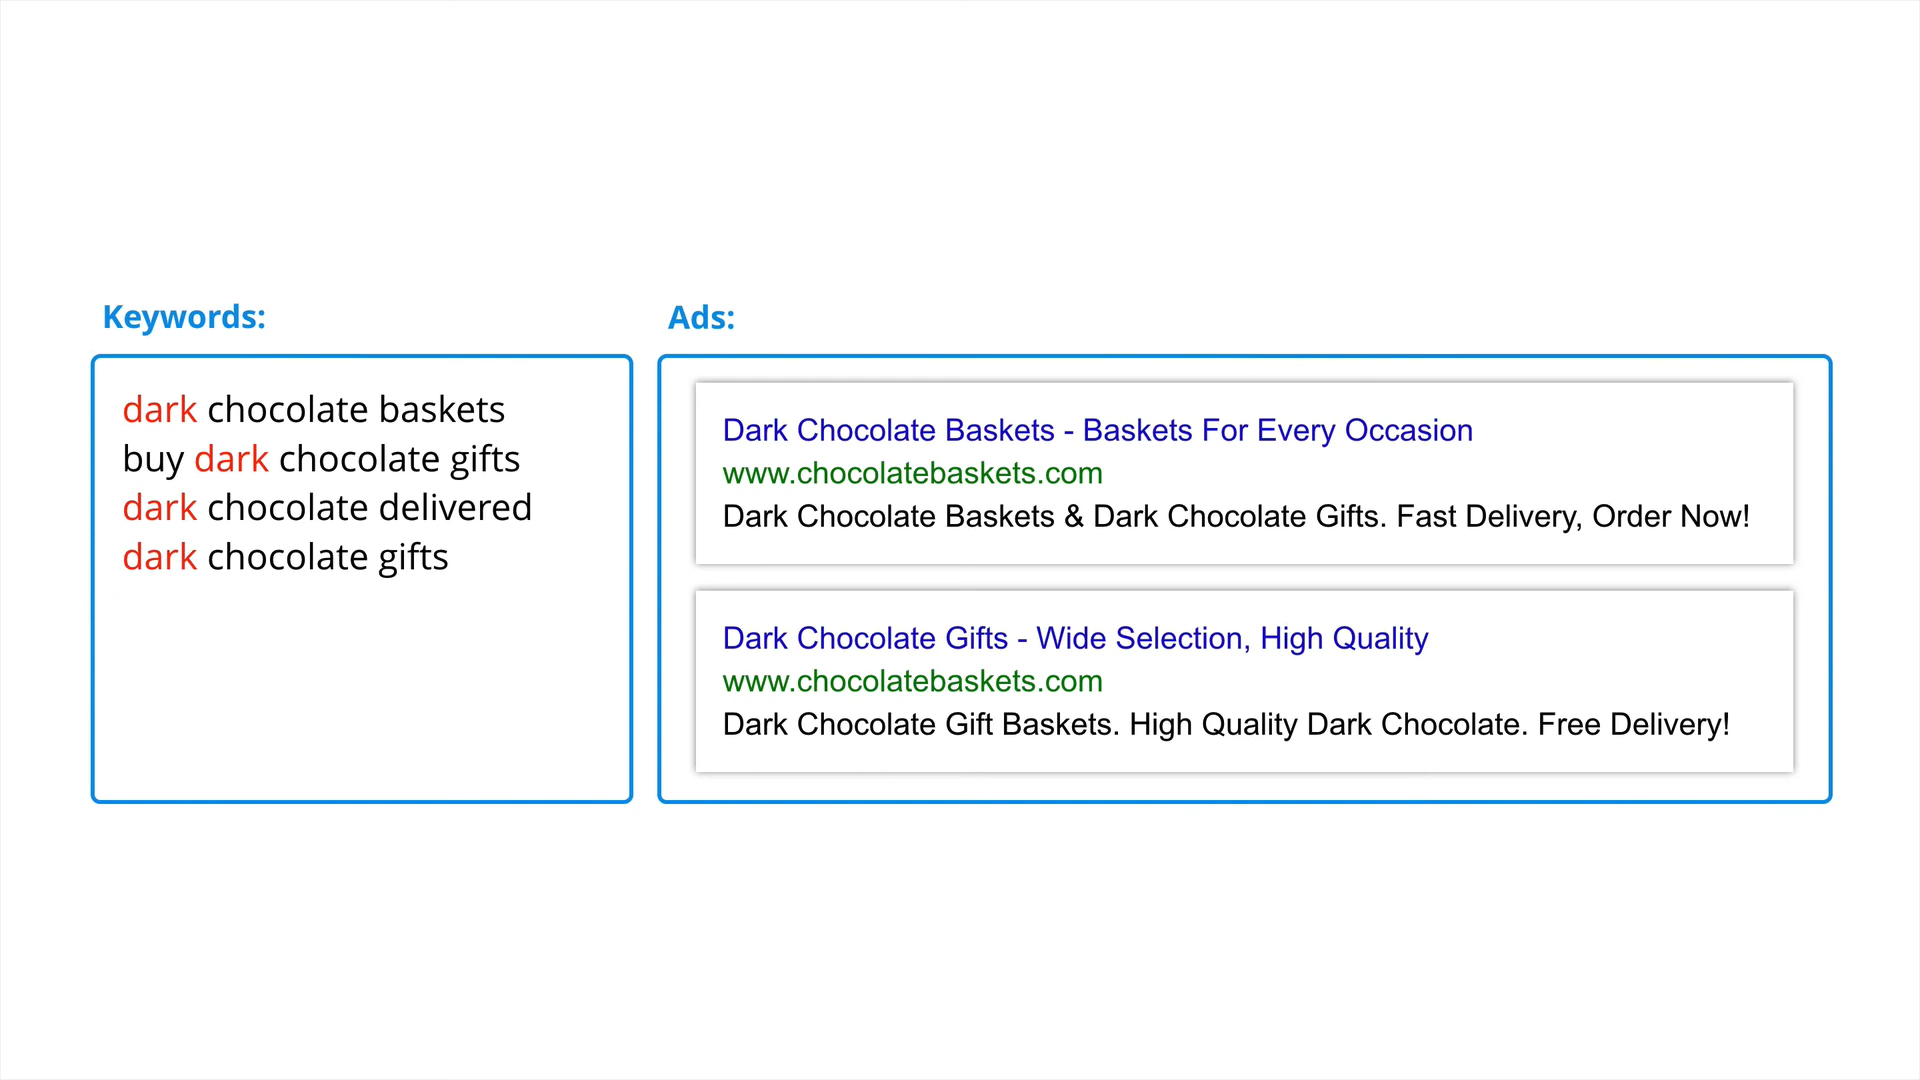 Keywords:
dark chocolate baskets
buy dark chocolate gifts
dark chocolate delivered
dark chocolate gifts
Ads:
Dark Chocolate Baskets - Baskets For Every Occasion
www.chocolatebaskets.com
Dark Chocolate Baskets & Dark Chocolate Gifts. Fast Delivery, Order Now!
Dark Chocolate Gifts - Wide Selection, High Quality
www.chocolatebaskets.com
Dark Chocolate Gift Baskets. High Quality Dark Chocolate. Free Delivery!